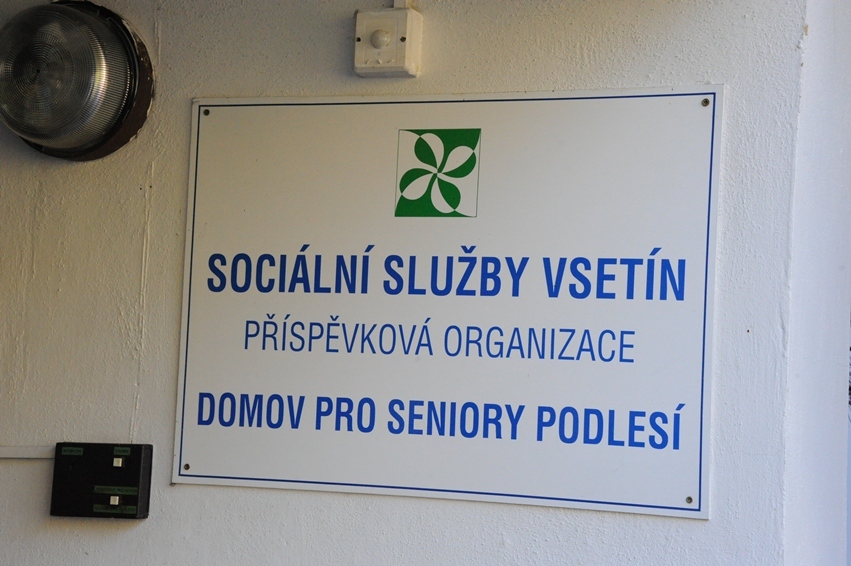 SOCIÁLNÍ SLUŽBY VSETÍN
PŘÍSPĚVKOVÁ ORGANIZACE
DOMOV PRO SENIORY PODLESÍ